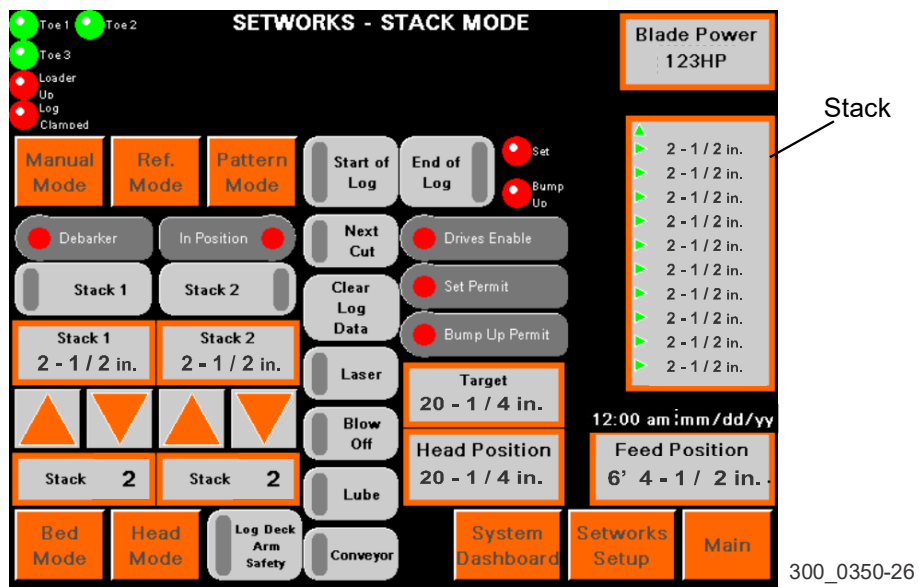 Toe 1
Toe 2
SETWORKS - STACK MODE
Blade Power
123HP
Toe 3
Loader
Up
Log
Clamped
Stack
Manual
Mode
Ref.
Mode
Pattern
Mode
Start of
Log
End of
Log
Set
Bump
Up
2 - 1 / 2 in.
2 - 1 / 2 in.
2 - 1 / 2 in.
2 - 1 / 2 in.
2 - 1 / 2 in.
2 - 1 / 2 in.
2 - 1 / 2 in.
2 - 1 / 2 in.
2 - 1 / 2 in.
2 - 1 / 2 in.
Debarker
In Position
Next
Cut
Drives Enable
Stack 1
Stack 2
Clear
Log
Data
Set Permit
Bump Up Permit
Stack 1
2 - 1 / 2 in.
Stack 2
2 - 1 / 2 in.
Laser
Target
20 - 1 / 4 in.
Blow
Off
12:00 am:mm/dd/yy
Head Position
20 - 1 / 4 in.
Feed Position
6' 4 - 1 / 2 in.
Stack 2
Stack 2
Lube
Bed
Mode
Head
Mode
Log Deck
Arm
Safety
Conveyor
System
Dashboard
Setworks
Setup
Main
300_0350-26